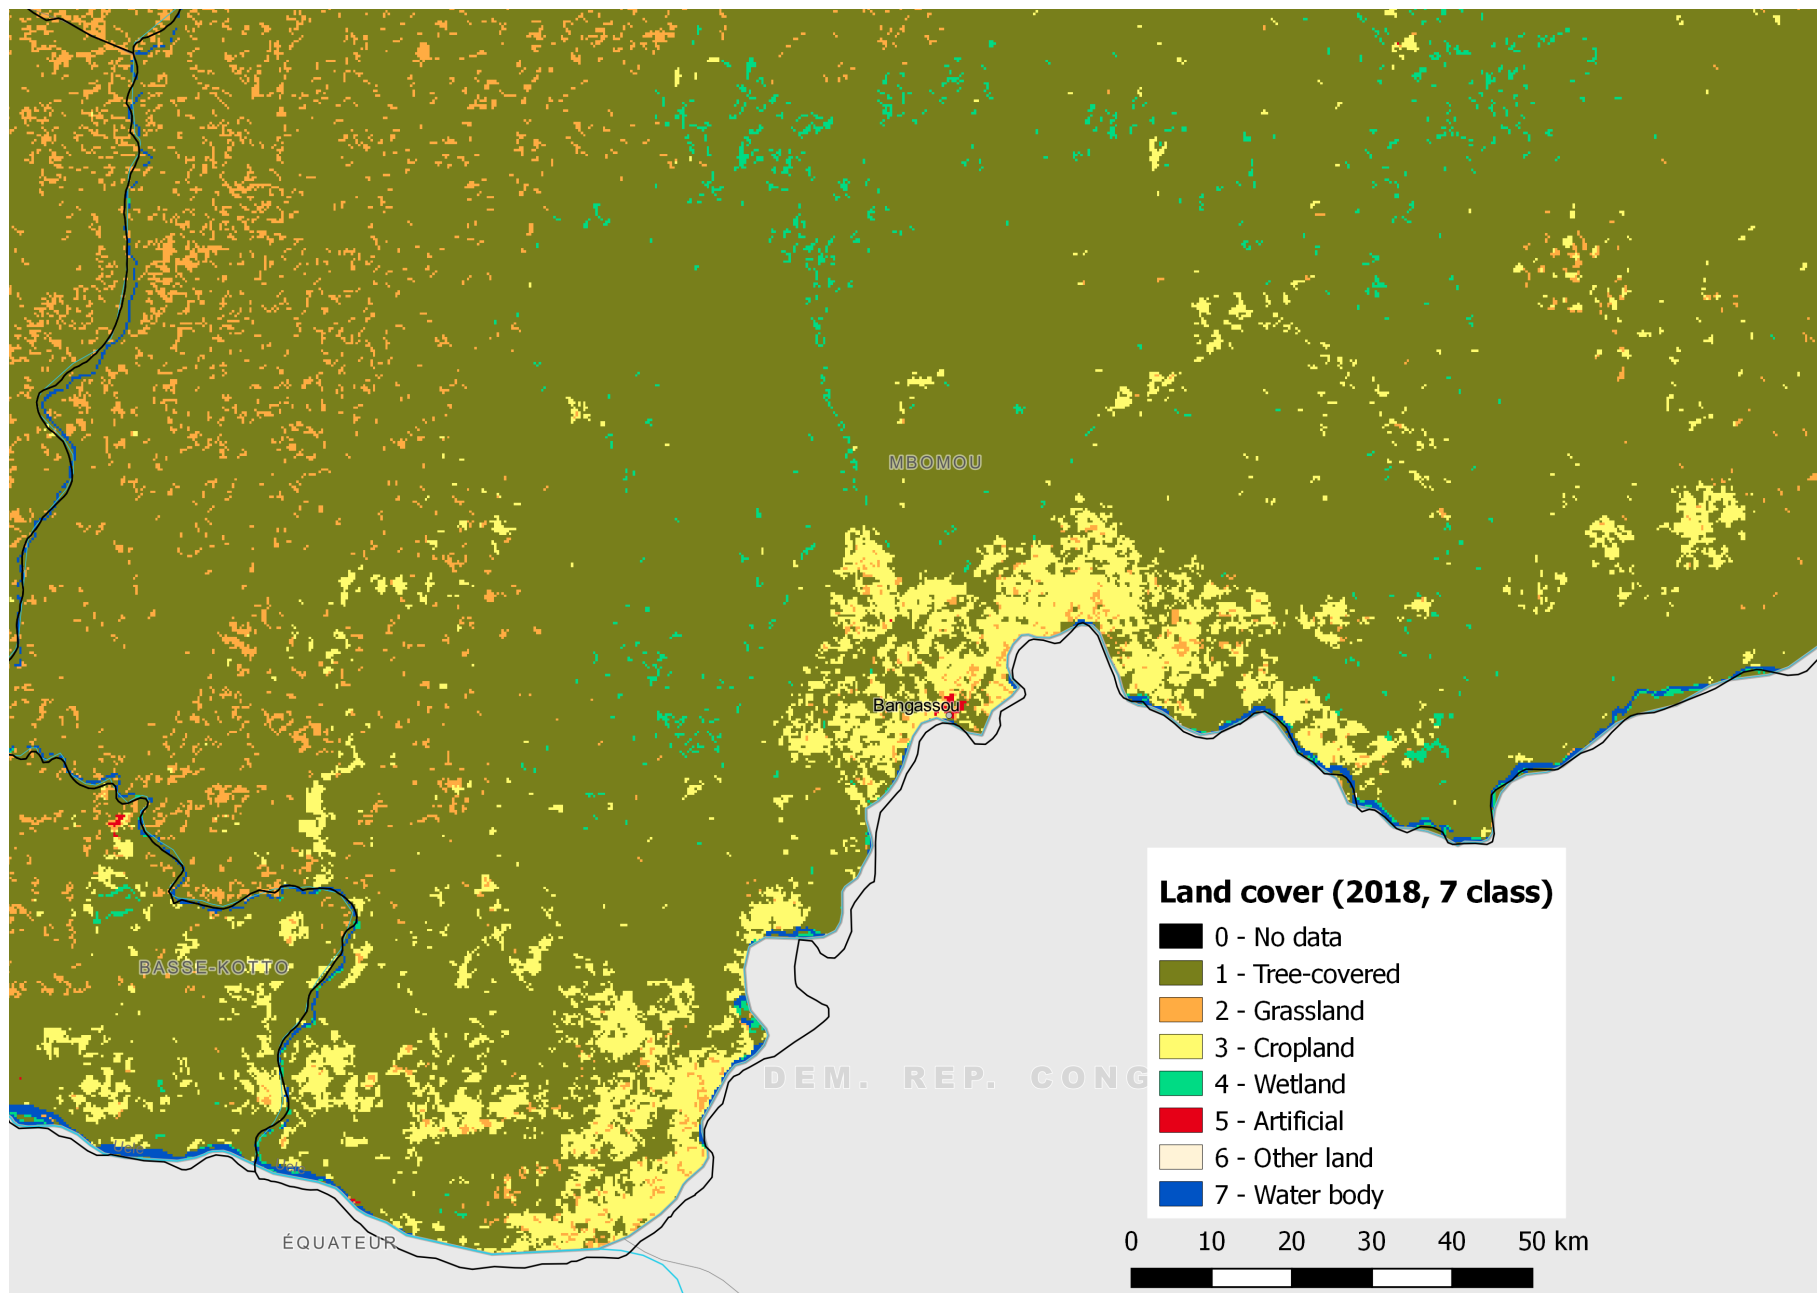 MBOMOU
Bangassou
BASSE-KOTTO
DEM. REP. CONG
ÉQUATEUR
Land cover (2018, 7 class)
0 - No data
1 - Tree-covered
2 - Grassland
3 - Cropland
4 - Wetland
5 - Artificial
6 - Other land
7 - Water body
0 10 20 30 40 50 km